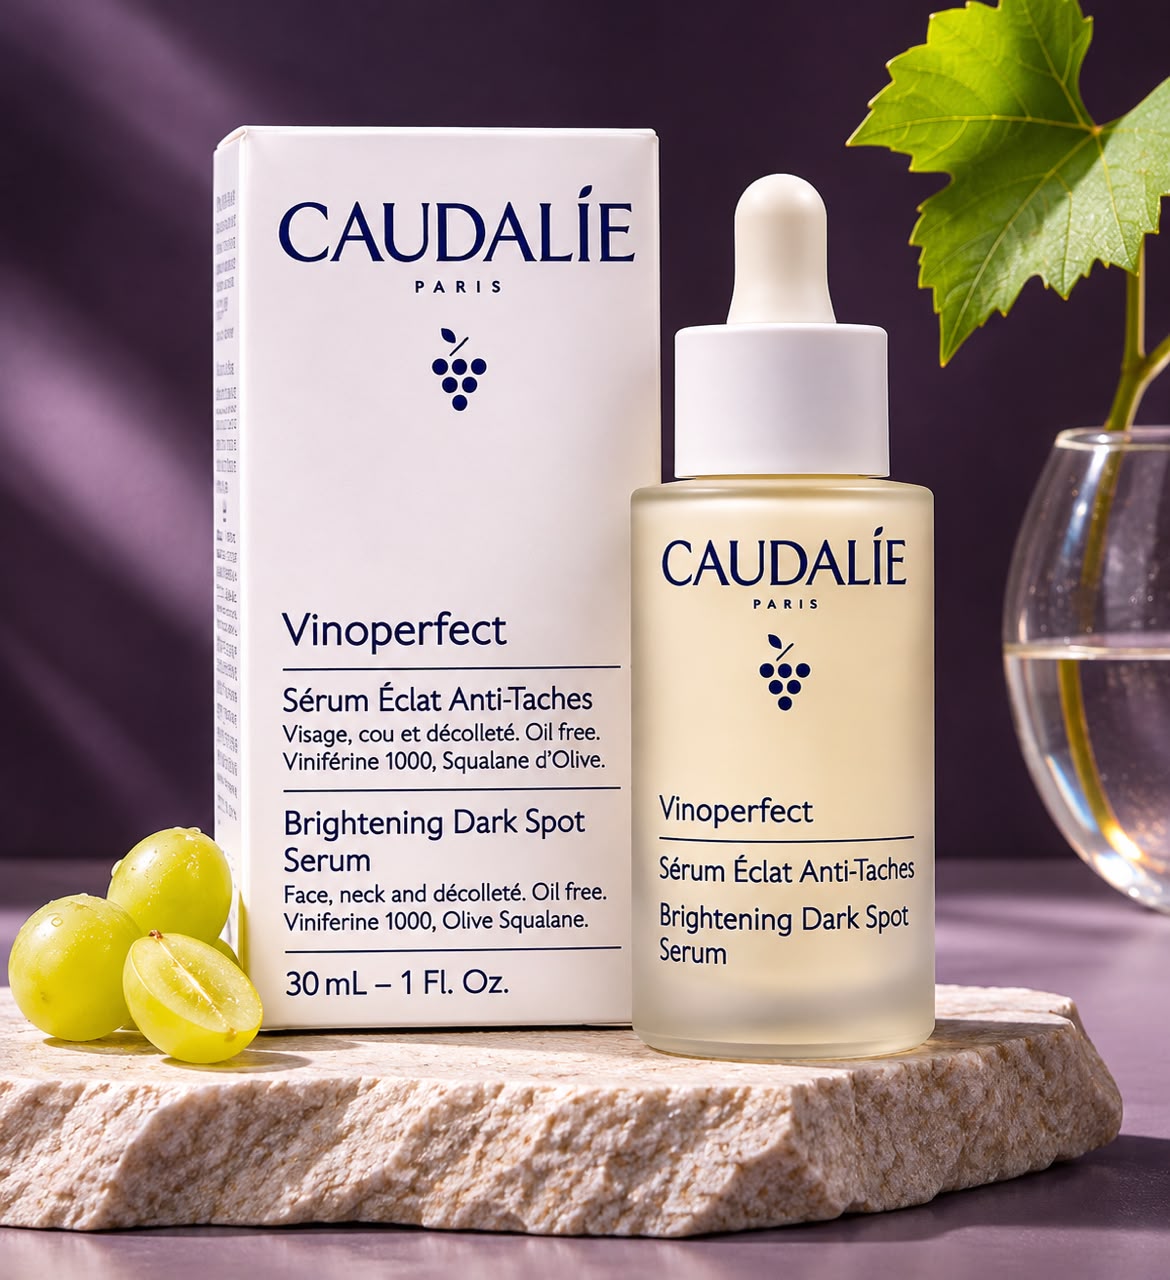 CAUDALÍE
PARIS
Vinoperfect
Sérum Éclat Anti-Taches
Visage, cou et décolleté. Oil free.
Viniférine 1000, Squalane d'Olive.
Brightening Dark Spot
Serum
Face, neck and décolleté. Oil free.
Viniferine 1000, Olive Squalane.
30 mL – 1 Fl. Oz.
CAUDALÍE
PARIS
Vinoperfect
Sérum Éclat Anti-Taches
Brightening Dark Spot
Serum